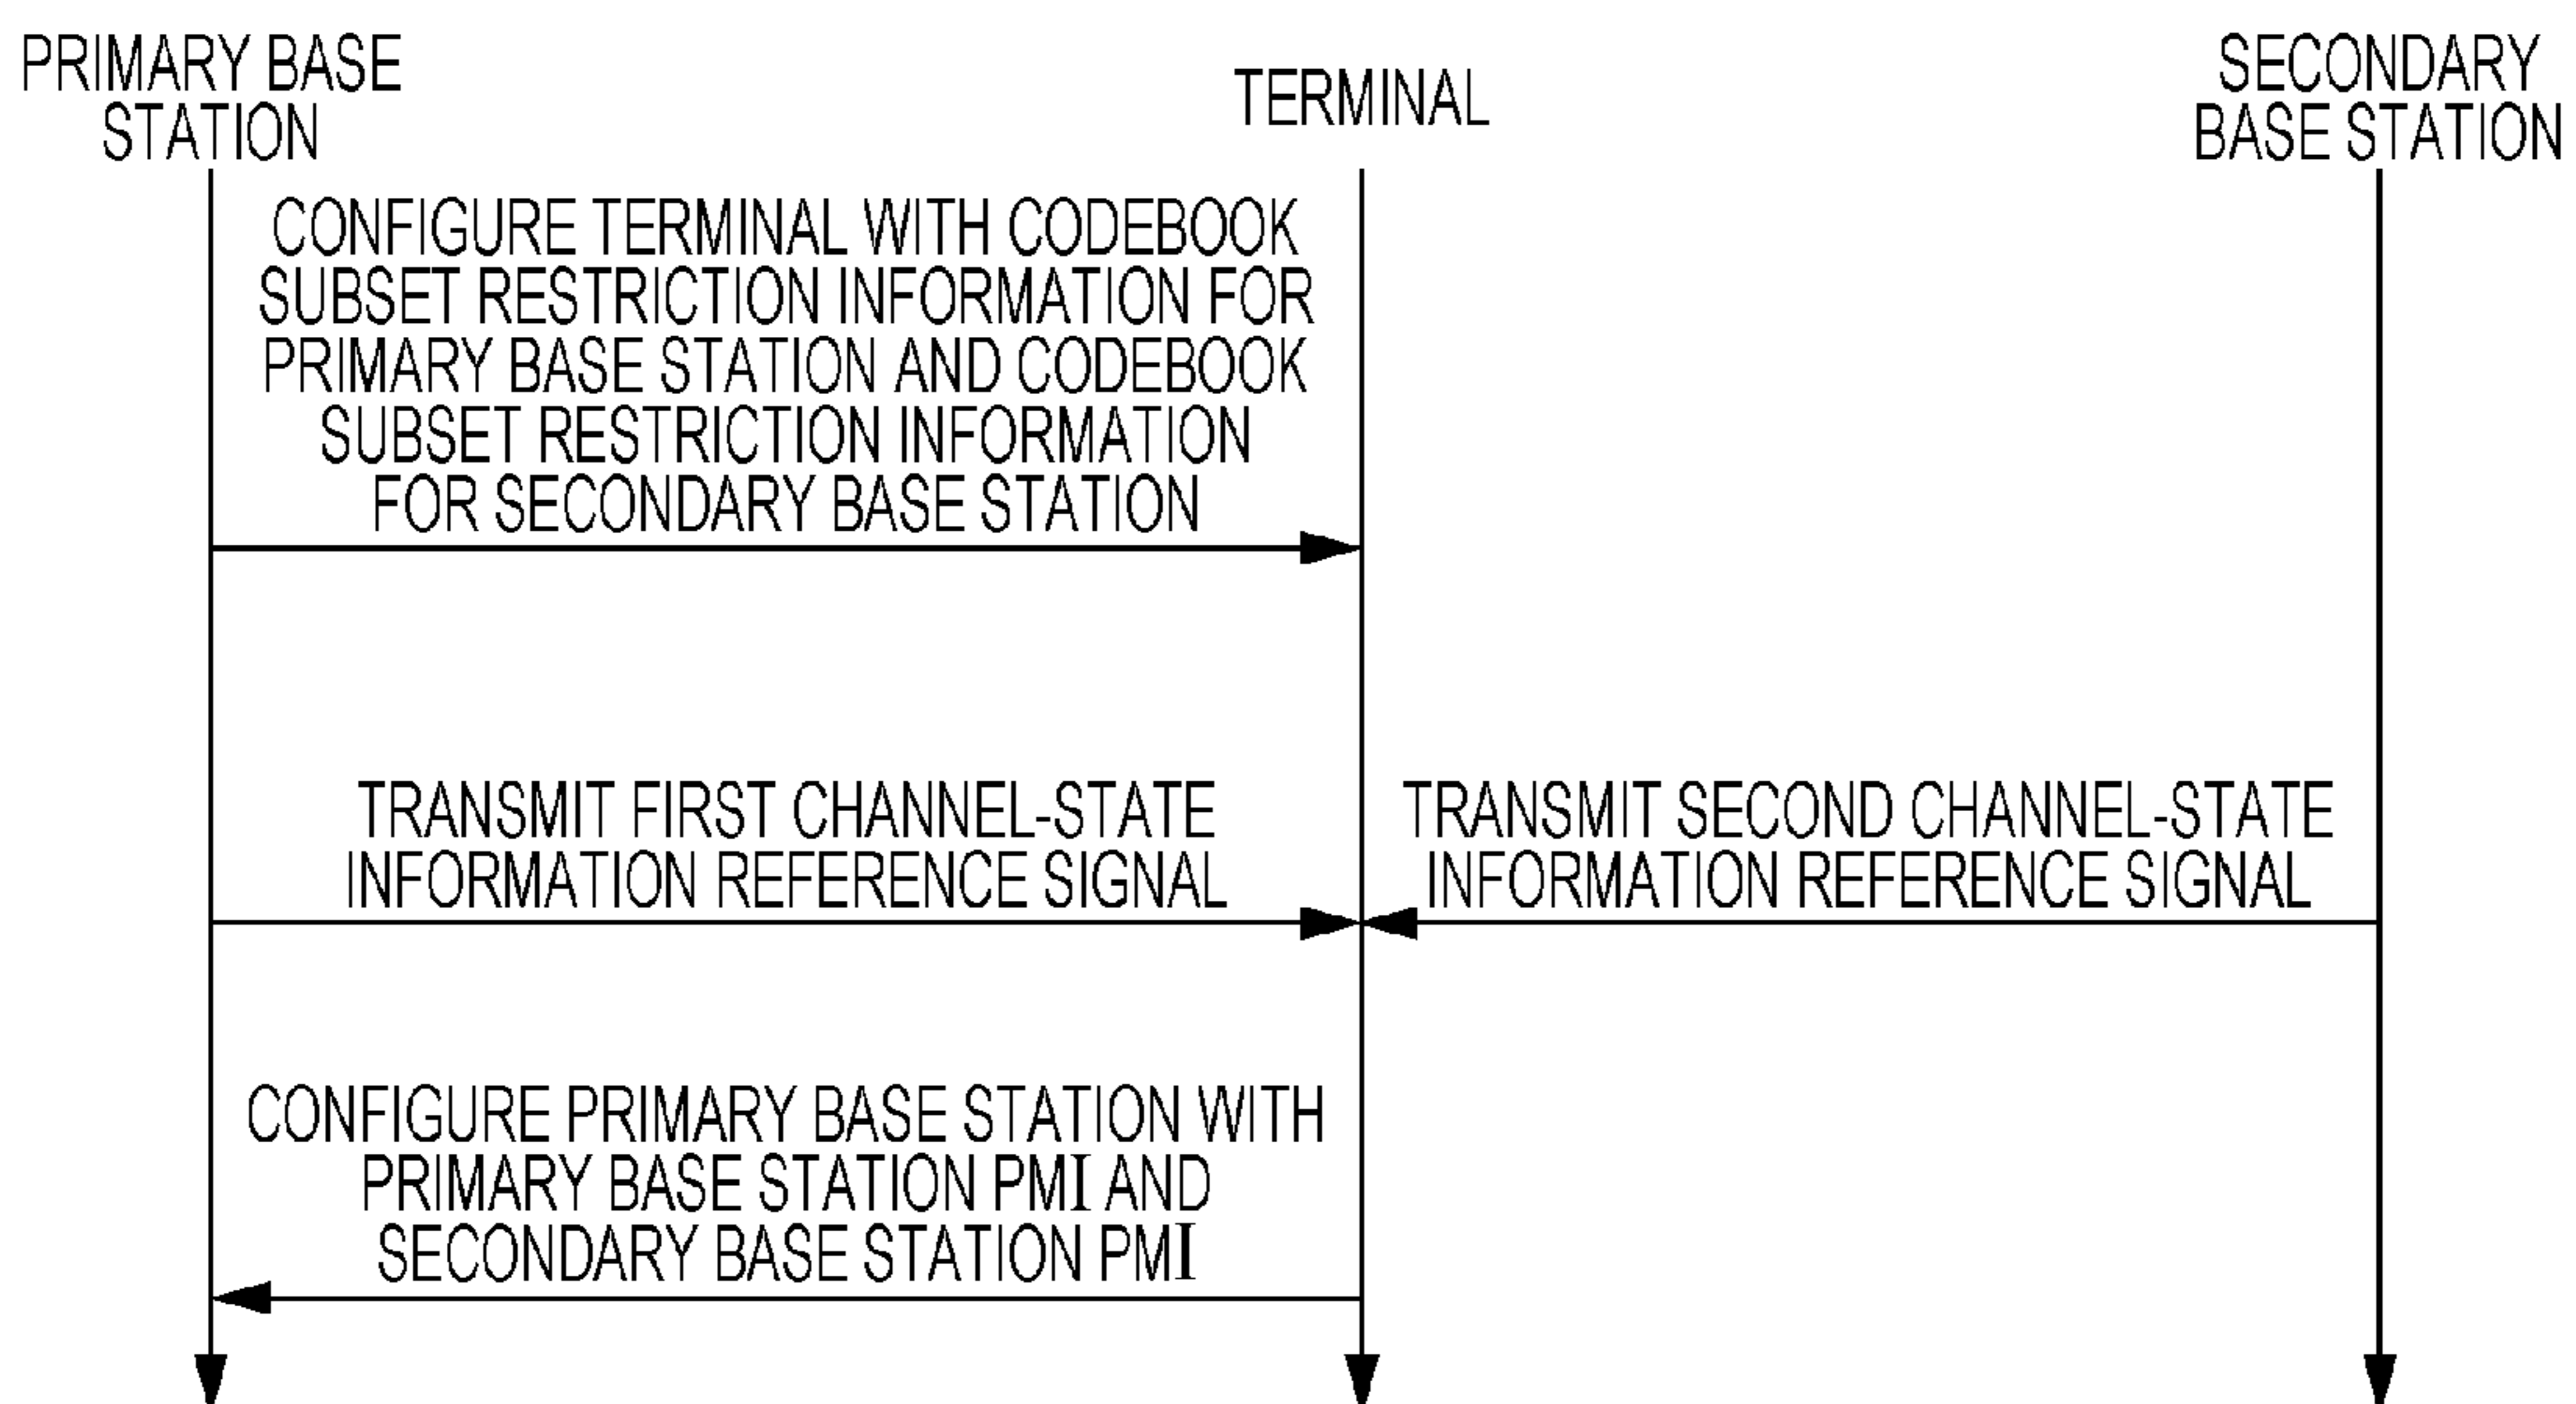 PRIMARY BASE
STATION
TERMINAL
SECONDARY
BASE STATION
CONFIGURE TERMINAL WITH CODEBOOK
SUBSET RESTRICTION INFORMATION FOR
PRIMARY BASE STATION AND CODEBOOK
SUBSET RESTRICTION INFORMATION
FOR SECONDARY BASE STATION
TRANSMIT FIRST CHANNEL-STATE
INFORMATION REFERENCE SIGNAL
TRANSMIT SECOND CHANNEL-STATE
INFORMATION REFERENCE SIGNAL
CONFIGURE PRIMARY BASE STATION WITH
PRIMARY BASE STATION PMI AND
SECONDARY BASE STATION PMI